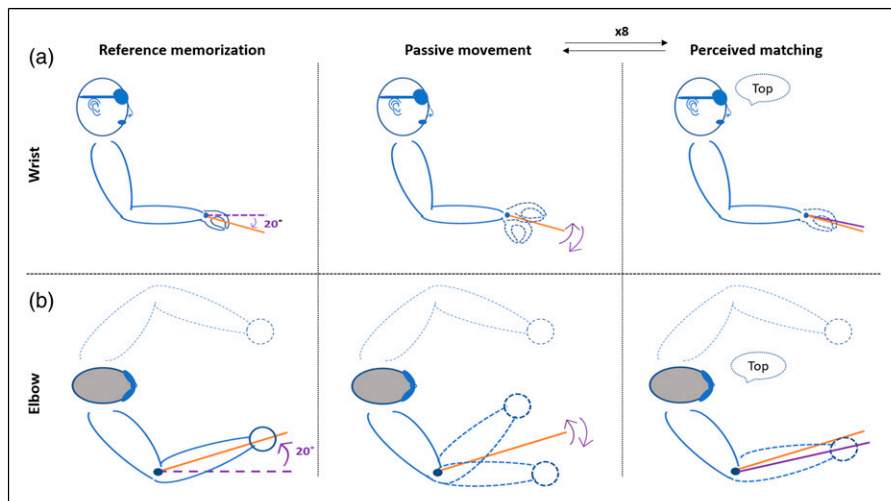 x8
Reference memorization
Passive movement
Perceived matching
(a)
Top
Wrist
20°
(b)
Top
Elbow
20°